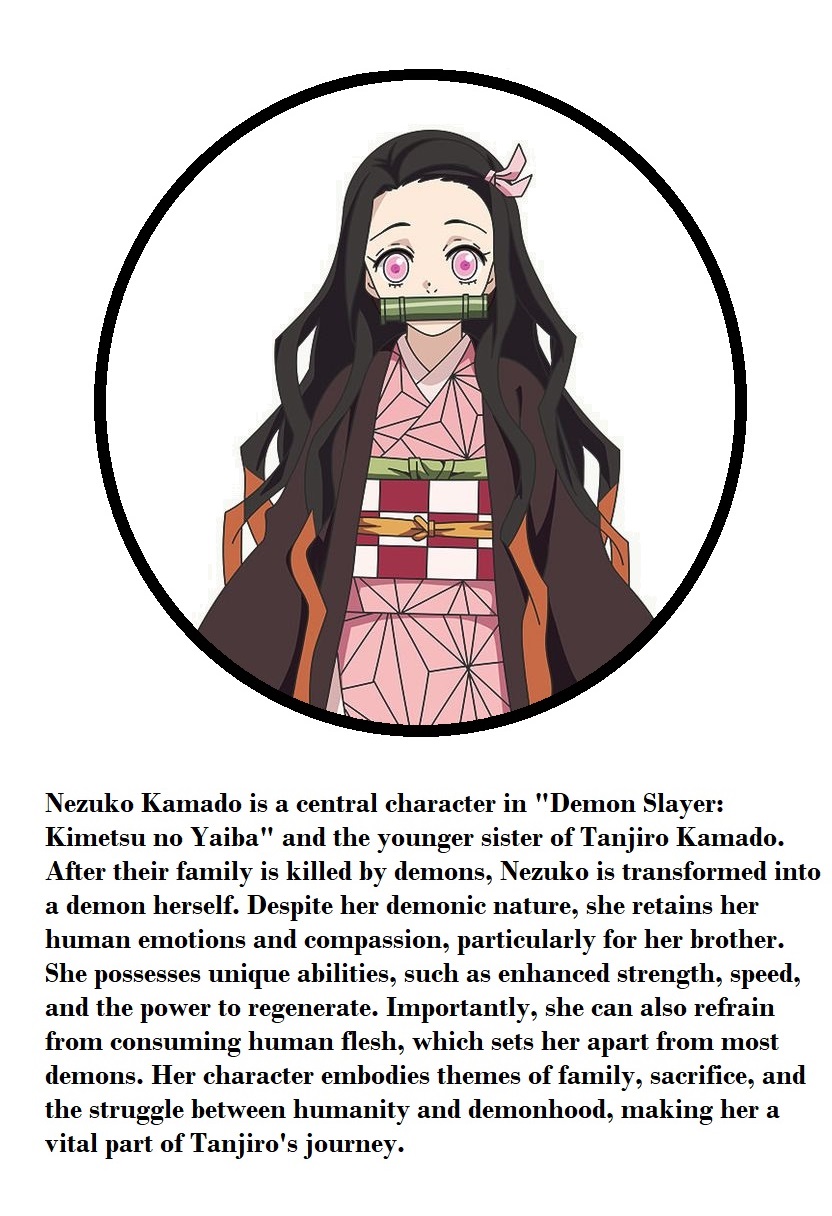 Nezuko Kamado is a central character in "Demon Slayer:
Kimetsu no Yaiba" and the younger sister of Tanjiro Kamado.
After their family is killed by demons, Nezuko is transformed into
a demon herself. Despite her demonic nature, she retains her
human emotions and compassion, particularly for her brother.
She possesses unique abilities, such as enhanced strength, speed,
and the power to regenerate. Importantly, she can also refrain
from consuming human flesh, which sets her apart from most
demons. Her character embodies themes of family, sacrifice, and
the struggle between humanity and demonhood, making her a
vital part of Tanjiro's journey.